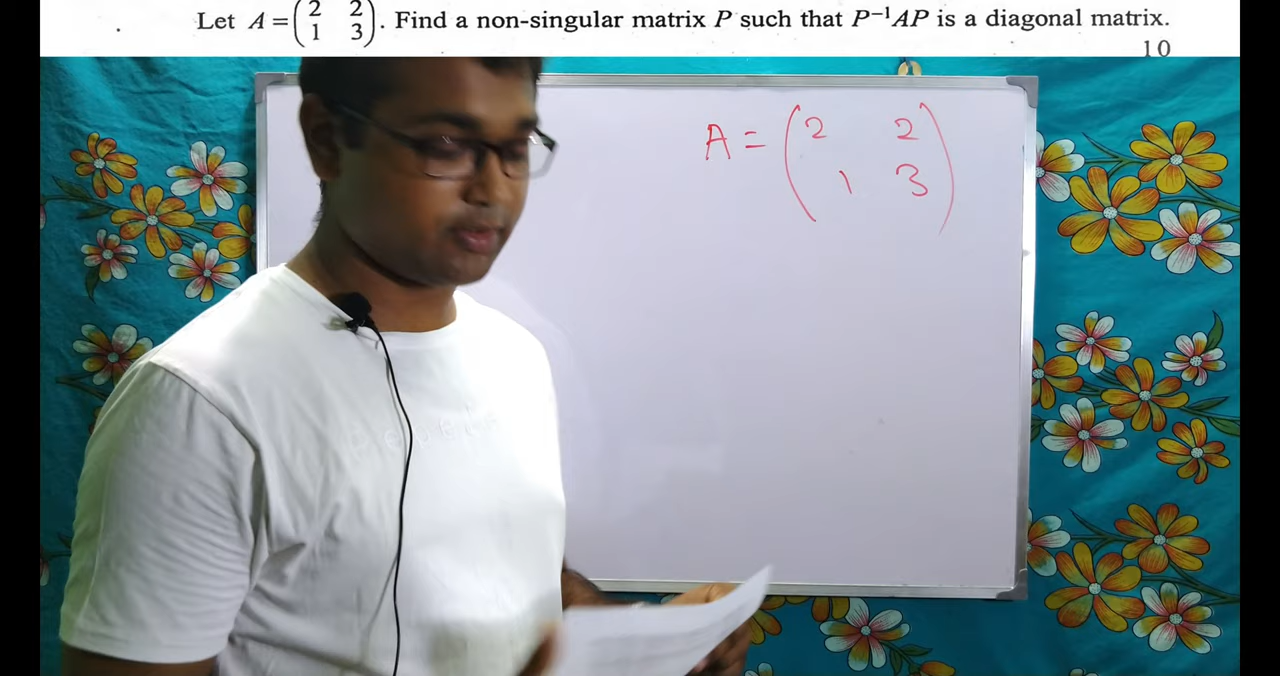 Let A = (2 2
1 3). Find a non-singular matrix P such that P⁻¹AP is a diagonal matrix.
10
A = (2 2
1 3)